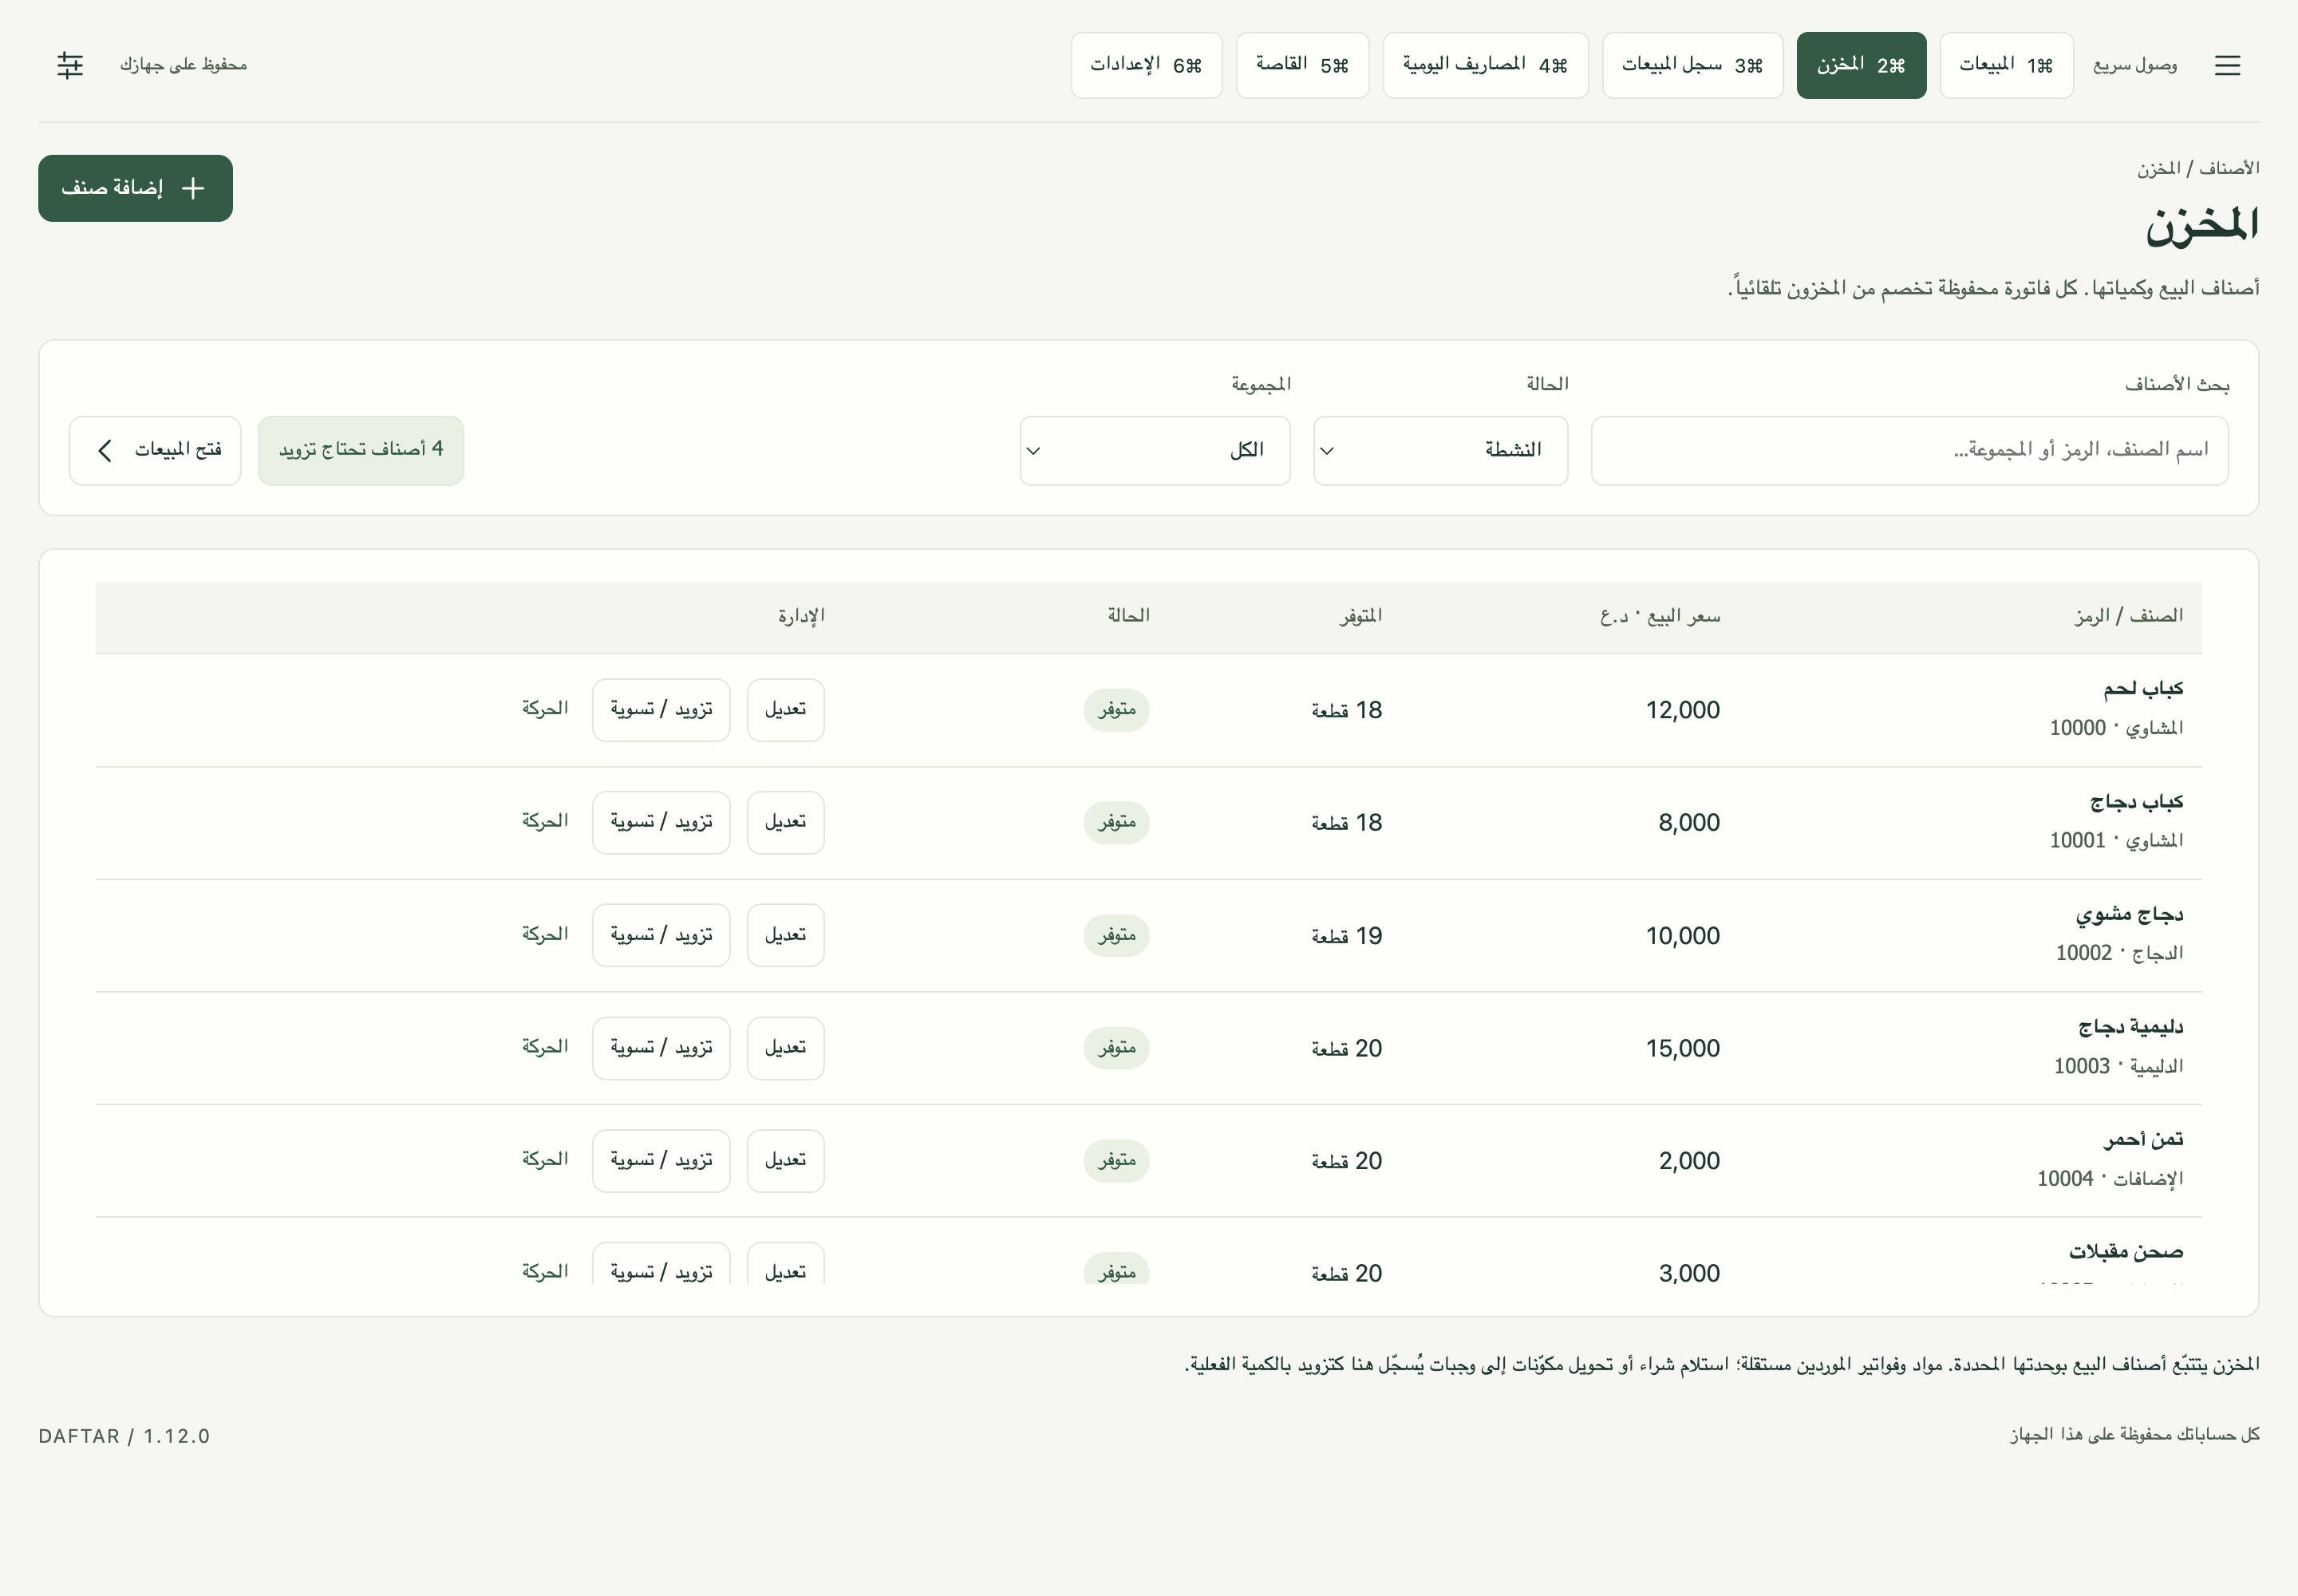 وصول سريع
⌘1 المبيعات
⌘2 المخزن
⌘3 سجل المبيعات
⌘4 المصاريف اليومية
⌘5 القاصة
⌘6 الإعدادات
محفوظ على جهازك
الأصناف / المخزن
المخزن
أصناف البيع وكمياتها. كل فاتورة محفوظة تخصم من المخزون تلقائياً.
إضافة صنف
بحث الأصناف
اسم الصنف، الرمز أو المجموعة...
الحالة
النشطة
المجموعة
الكل
4 أصناف تحتاج تزويد
فتح المبيعات
الصنف / الرمز سعر البيع · د.ع المتوفر الحالة الإدارة
كباب لحم
المشاوي · 10000
12,000 18 قطعة متوفر تعديل تزويد / تسوية الحركة
كباب دجاج
المشاوي · 10001
8,000 18 قطعة متوفر تعديل تزويد / تسوية الحركة
دجاج مشوي
الدجاج · 10002
10,000 19 قطعة متوفر تعديل تزويد / تسوية الحركة
دليمية دجاج
الدليمية · 10003
15,000 20 قطعة متوفر تعديل تزويد / تسوية الحركة
تمن أحمر
الإضافات · 10004
2,000 20 قطعة متوفر تعديل تزويد / تسوية الحركة
صحن مقبلات
3,000 20 قطعة متوفر تعديل تزويد / تسوية الحركة
المخزن يتتبّع أصناف البيع بوحدتها المحددة. مواد وفواتير الموردين مستقلة؛ استلام شراء أو تحويل مكوّنات إلى وجبات يُسجّل هنا كتزويد بالكمية الفعلية.
كل حساباتك محفوظة على هذا الجهاز
DAFTAR / 1.12.0